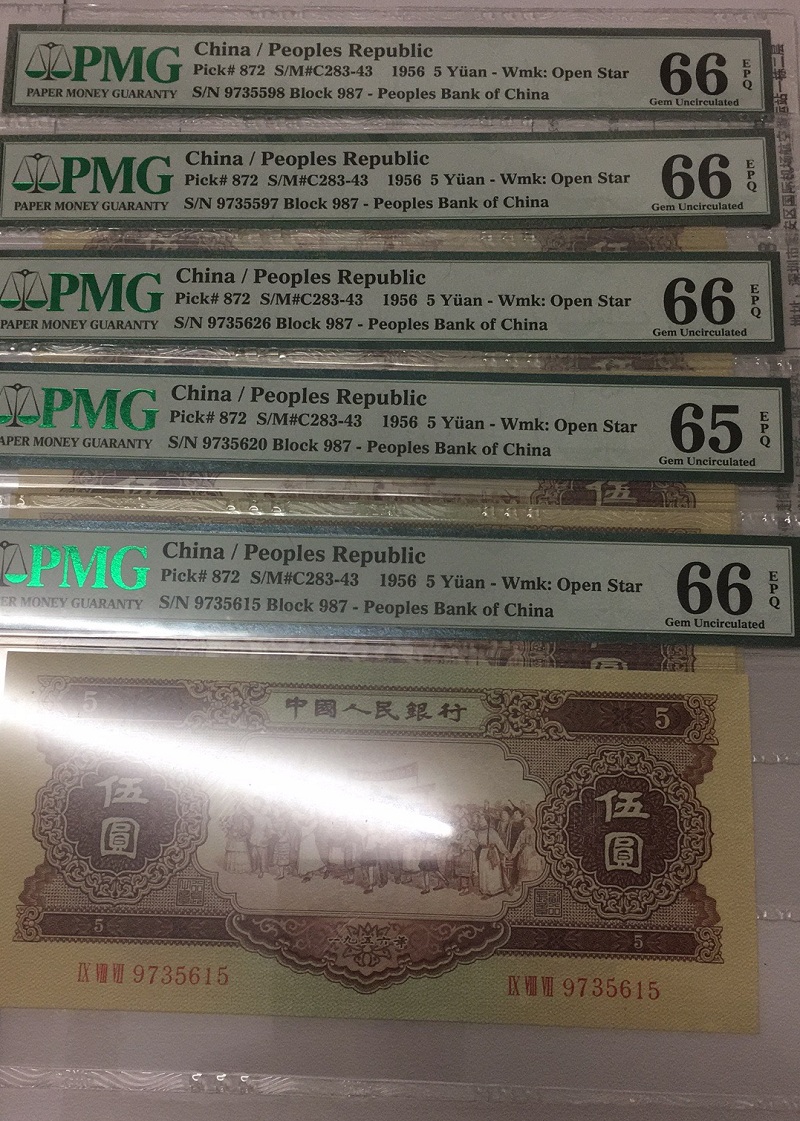 PMG
PAPER MONEY GUARANTY
China / Peoples Republic
Pick# 872 S/M#C283-43 1956 5 Yüan - Wmk: Open Star
S/N 9735598 Block 987 - Peoples Bank of China
66
EPQ
Gem Uncirculated
PMG
PAPER MONEY GUARANTY
China / Peoples Republic
Pick# 872 S/M#C283-43 1956 5 Yüan - Wmk: Open Star
S/N 9735597 Block 987 - Peoples Bank of China
66
EPQ
Gem Uncirculated
PMG
PAPER MONEY GUARANTY
China / Peoples Republic
Pick# 872 S/M#C283-43 1956 5 Yüan - Wmk: Open Star
S/N 9735626 Block 987 - Peoples Bank of China
66
EPQ
Gem Uncirculated
PMG
APER MONEY GUARANTY
China / Peoples Republic
Pick# 872 S/M#C283-43 1956 5 Yüan - Wmk: Open Star
S/N 9735620 Block 987 - Peoples Bank of China
65
EPQ
Gem Uncirculated
伍
PMG
ER MONEY GUARANTY
China / Peoples Republic
Pick# 872 S/M#C283-43 1956 5 Yüan - Wmk: Open Star
S/N 9735615 Block 987 - Peoples Bank of China
66
EPQ
Gem Uncirculated
5
中國人民銀行
5
伍圓
伍圓
5
一九五六年
5
IX VIII VII 9735615
IX VIII VII 9735615